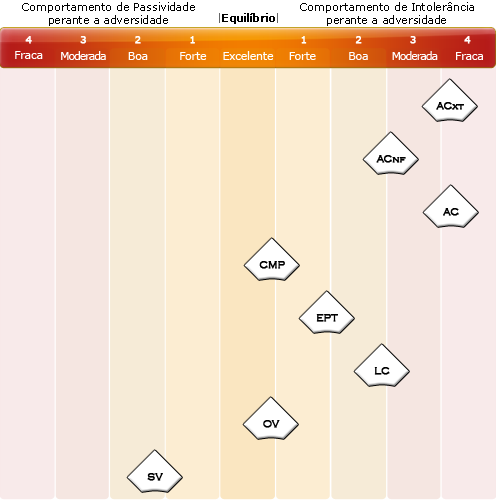 Comportamento de Passividade
perante a adversidade
|Equilíbrio|
Comportamento de Intolerância
perante a adversidade
4 3 2 1 1 2 3 4
Fraca Moderada Boa Forte Excelente Forte Boa Moderada Fraca
ACXT
ACNF
AC
CMP
EPT
LC
OV
SV